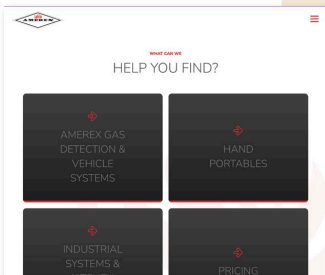 AMEREX
WHAT CAN WE
HELP YOU FIND?
AMEREX GAS
DETECTION &
VEHICLE
SYSTEMS
HAND
PORTABLES
INDUSTRIAL
SYSTEMS &
PRICING